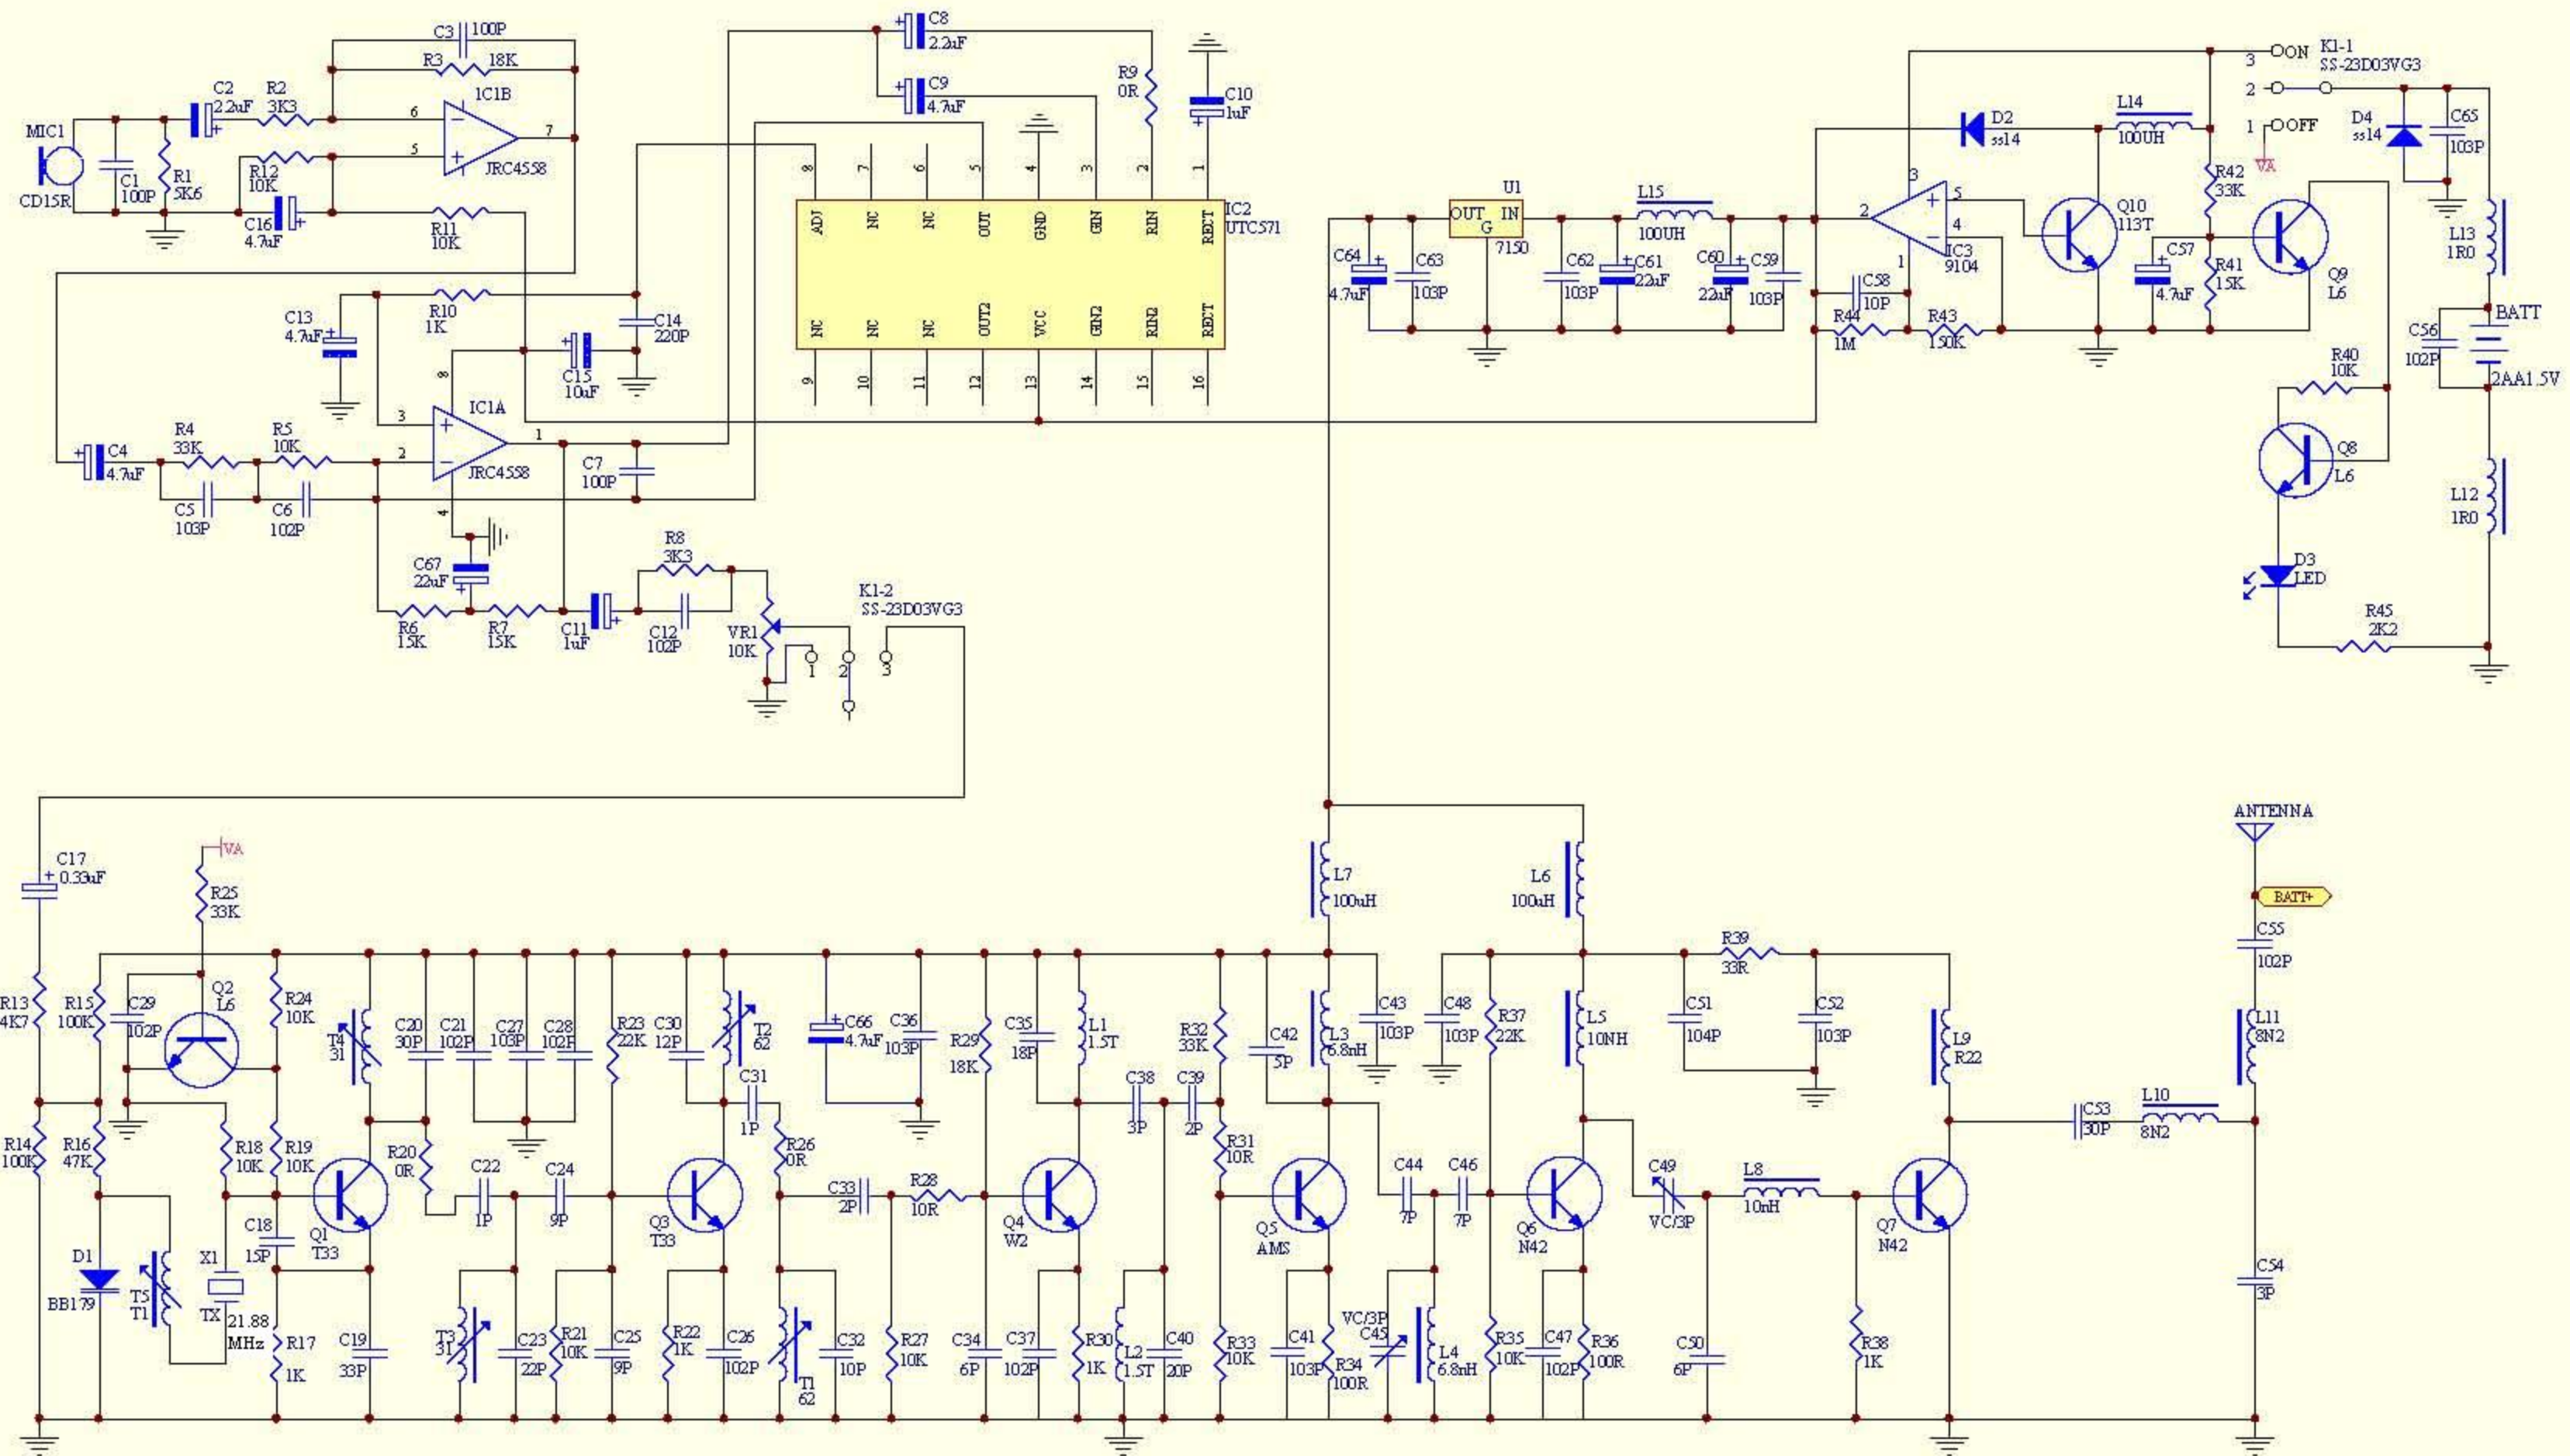 C3 100P
R3 18K
C2
2.2uF
R2
3K3
IC1B
6
5
7
JRC4558
MIC1
CD15R
C1
100P
R1
5K6
R12
10K
C16
4.7uF
R11
10K
C8
2.2uF
C9
4.7uF
R9
0R
C10
1uF
8
7
6
5
4
3
2
1
ADJ
NC
NC
OUT
GND
GIN
RIN
RECT
IC2
UTC571
NC
NC
NC
OUT2
VCC
GIN2
RIN2
RECT
9
10
11
12
13
14
15
16
C13
4.7uF
R10
1K
C14
220P
C15
10uF
8
IC1A
3
2
1
4
JRC4558
C4
4.7uF
R4
33K
R5
10K
C5
103P
C6
102P
C7
100P
C67
22uF
R6
15K
R7
15K
C11
1uF
R8
3K3
C12
102P
VR1
10K
K1-2
SS-23D03VG3
1
2
3
U1
OUT IN
G
7150
L15
100UH
C64
4.7uF
C63
103P
C62
103P
C61
22uF
C60
22uF
C59
103P
D2
ss14
L14
100UH
3
5
4
2
1
IC3
9104
C58
10P
R44
1M
R43
150K
Q10
113T
C57
4.7uF
R42
33K
R41
15K
Q9
L6
3 ON
2
1 OFF
K1-1
SS-23D03VG3
VA
D4
ss14
C65
103P
L13
1R0
BATT
C56
102P
2AA1.5V
R40
10K
Q8
L6
L12
1R0
D3
LED
R45
2K2
C17
0.33uF
VA
R25
33K
R13
4K7
R15
100K
C29
102P
Q2
L6
R24
10K
T4
31
C20
30P
C21
102P
C27
103P
C28
102P
R23
22K
C30
12P
T2
62
C31
1P
C66
4.7uF
C36
103P
R29
18K
C35
18P
L1
1.5T
C38
3P
C39
2P
R32
33K
C42
5P
L7
100uH
L3
6.8nH
C43
103P
L6
100uH
C48
103P
R37
22K
L5
10NH
C51
104P
R39
33R
C52
103P
L9
R22
ANTENNA
BATT+
C55
102P
L11
8N2
L10
8N2
C53
30P
R14
100K
R16
47K
R18
10K
R19
10K
Q1
T33
R20
0R
C22
1P
C24
9P
Q3
T33
R26
0R
C33
2P
R28
10R
Q4
W2
R31
10R
Q5
AMS
C44
7P
C46
7P
Q6
N42
C49
VC/3P
L8
10nH
Q7
N42
D1
BB179
T5
T1
X1
TX
21.88
MHz
C18
15P
R17
1K
C19
33P
T3
31
C23
22P
R21
10K
C25
9P
R22
1K
C26
102P
T1
62
C32
10P
R27
10K
C34
6P
C37
102P
R30
1K
L2
1.5T
C40
20P
R33
10K
C41
103P
R34
100R
VC/3P
C45
L4
6.8nH
R35
10K
C47
102P
R36
100R
C50
6P
R38
1K
C54
3P